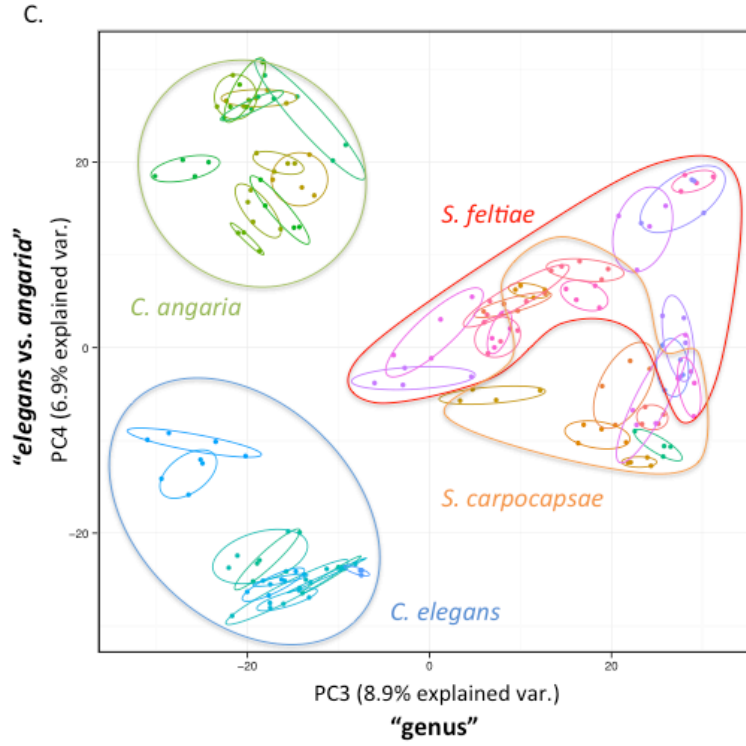 C.
20
0
−20
"elegans vs. angaria"
PC4 (6.9% explained var.)
S. feltiae
C. angaria
S. carpocapsae
C. elegans
−20
0
20
PC3 (8.9% explained var.)
"genus"